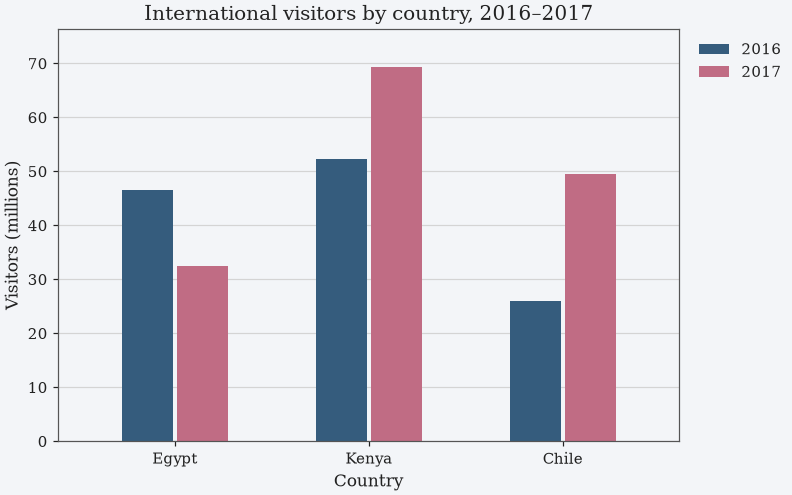 International visitors by country, 2016–2017
2016
2017
Visitors (millions)
70
60
50
40
30
20
10
0
Egypt
Kenya
Chile
Country